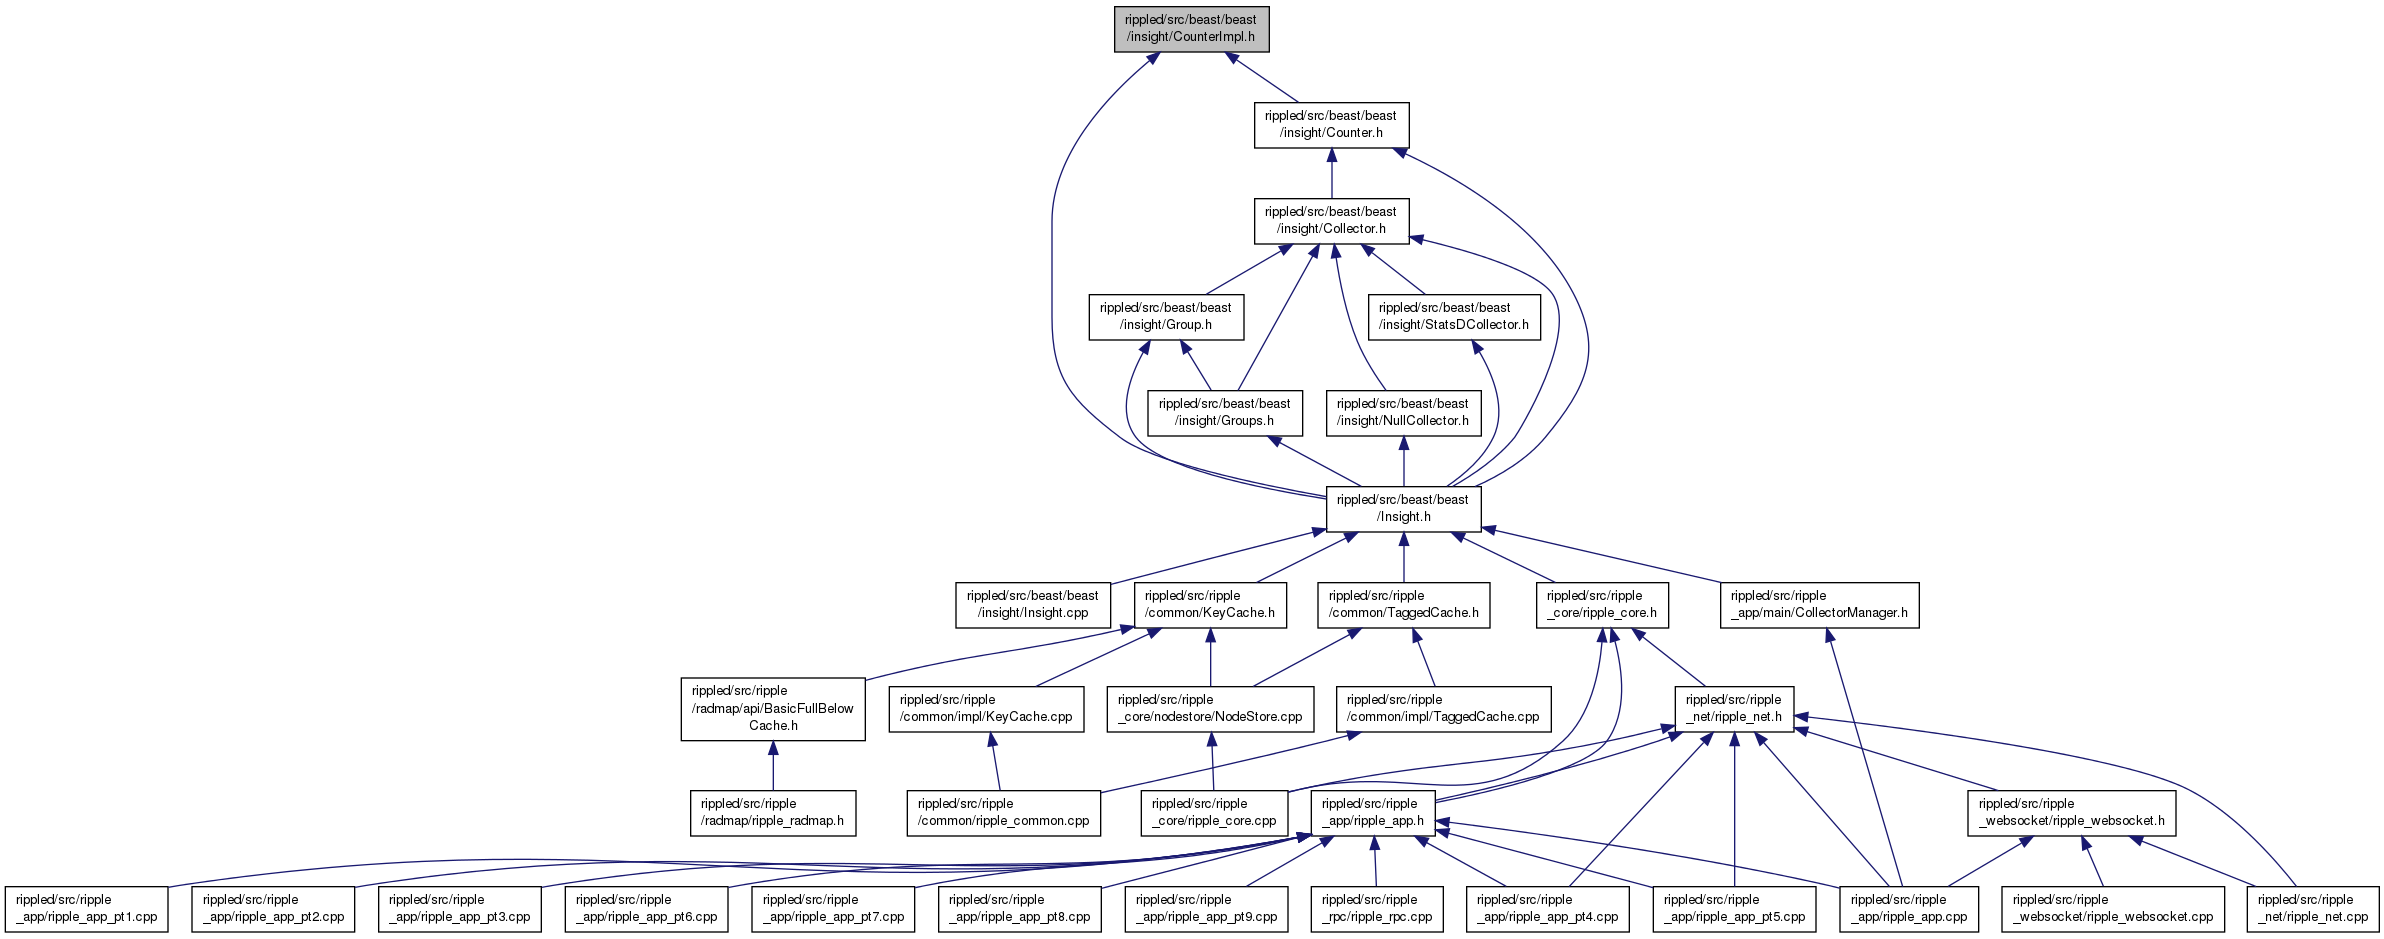 rippled/src/beast/beast
/insight/CounterImpl.h
rippled/src/beast/beast
/insight/Counter.h
rippled/src/beast/beast
/insight/Collector.h
rippled/src/beast/beast
/insight/Group.h
rippled/src/beast/beast
/insight/StatsDCollector.h
rippled/src/beast/beast
/insight/Groups.h
rippled/src/beast/beast
/insight/NullCollector.h
rippled/src/beast/beast
/Insight.h
rippled/src/beast/beast
/insight/Insight.cpp
rippled/src/ripple
/common/KeyCache.h
rippled/src/ripple
/common/TaggedCache.h
rippled/src/ripple
_core/ripple_core.h
rippled/src/ripple
_app/main/CollectorManager.h
rippled/src/ripple
/radmap/api/BasicFullBelow
Cache.h
rippled/src/ripple
/common/impl/KeyCache.cpp
rippled/src/ripple
_core/nodestore/NodeStore.cpp
rippled/src/ripple
/common/impl/TaggedCache.cpp
rippled/src/ripple
_net/ripple_net.h
rippled/src/ripple
/radmap/ripple_radmap.h
rippled/src/ripple
/common/ripple_common.cpp
rippled/src/ripple
_core/ripple_core.cpp
rippled/src/ripple
_app/ripple_app.h
rippled/src/ripple
_websocket/ripple_websocket.h
rippled/src/ripple
_app/ripple_app_pt1.cpp
rippled/src/ripple
_app/ripple_app_pt2.cpp
rippled/src/ripple
_app/ripple_app_pt3.cpp
rippled/src/ripple
_app/ripple_app_pt6.cpp
rippled/src/ripple
_app/ripple_app_pt7.cpp
rippled/src/ripple
_app/ripple_app_pt8.cpp
rippled/src/ripple
_app/ripple_app_pt9.cpp
rippled/src/ripple
_rpc/ripple_rpc.cpp
rippled/src/ripple
_app/ripple_app_pt4.cpp
rippled/src/ripple
_app/ripple_app_pt5.cpp
rippled/src/ripple
_app/ripple_app.cpp
rippled/src/ripple
_websocket/ripple_websocket.cpp
rippled/src/ripple
_net/ripple_net.cpp